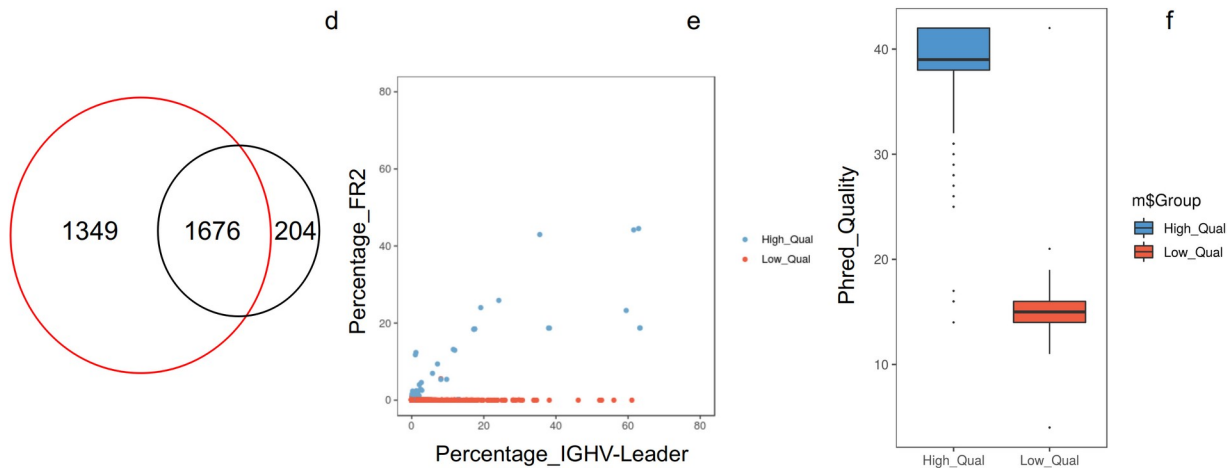 d
1349
1676
204
e
Percentage_FR2
80
60
40
20
0
0
20
40
60
80
Percentage_IGHV-Leader
High_Qual
Low_Qual
f
Phred_Quality
40
30
20
10
High_Qual
Low_Qual
m$Group
High_Qual
Low_Qual